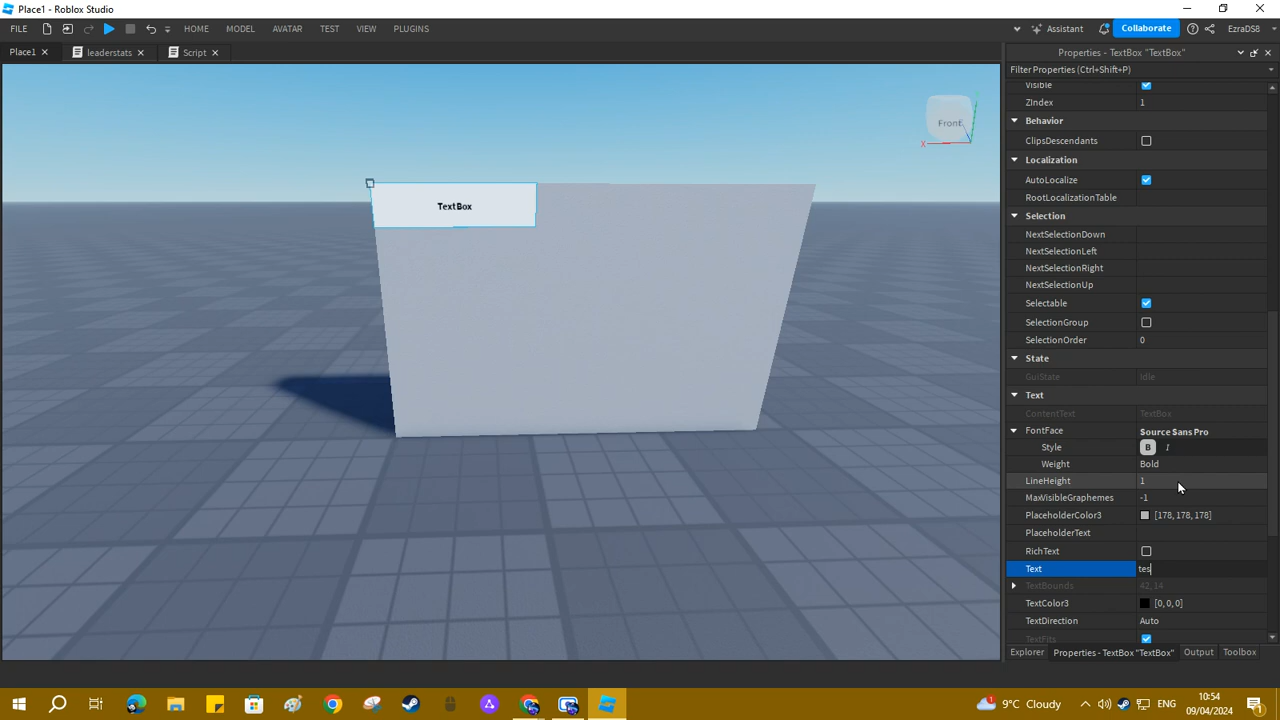 Place1 - Roblox Studio
FILE HOME MODEL AVATAR TEST VIEW PLUGINS Assistant Collaborate EzraDS8
Place1 leaderstats Script Properties - TextBox "TextBox"
Filter Properties (Ctrl+Shift+P)
Visible
ZIndex 1
Behavior
ClipsDescendants
Localization
AutoLocalize
RootLocalizationTable
Selection
NextSelectionDown
NextSelectionLeft
NextSelectionRight
NextSelectionUp
Selectable
SelectionGroup
SelectionOrder 0
State
GuiState Idle
Text
ContentText TextBox
FontFace Source Sans Pro
Style B I
Weight Bold
LineHeight 1
MaxVisibleGraphemes -1
PlaceholderColor3 [178, 178, 178]
PlaceholderText
RichText
Text tes
TextBounds 42, 14
TextColor3 [0, 0, 0]
TextDirection Auto
TextFits
Explorer Properties - TextBox "TextBox" Output Toolbox
Front
X
TextBox
9°C Cloudy ENG 10:54
09/04/2024